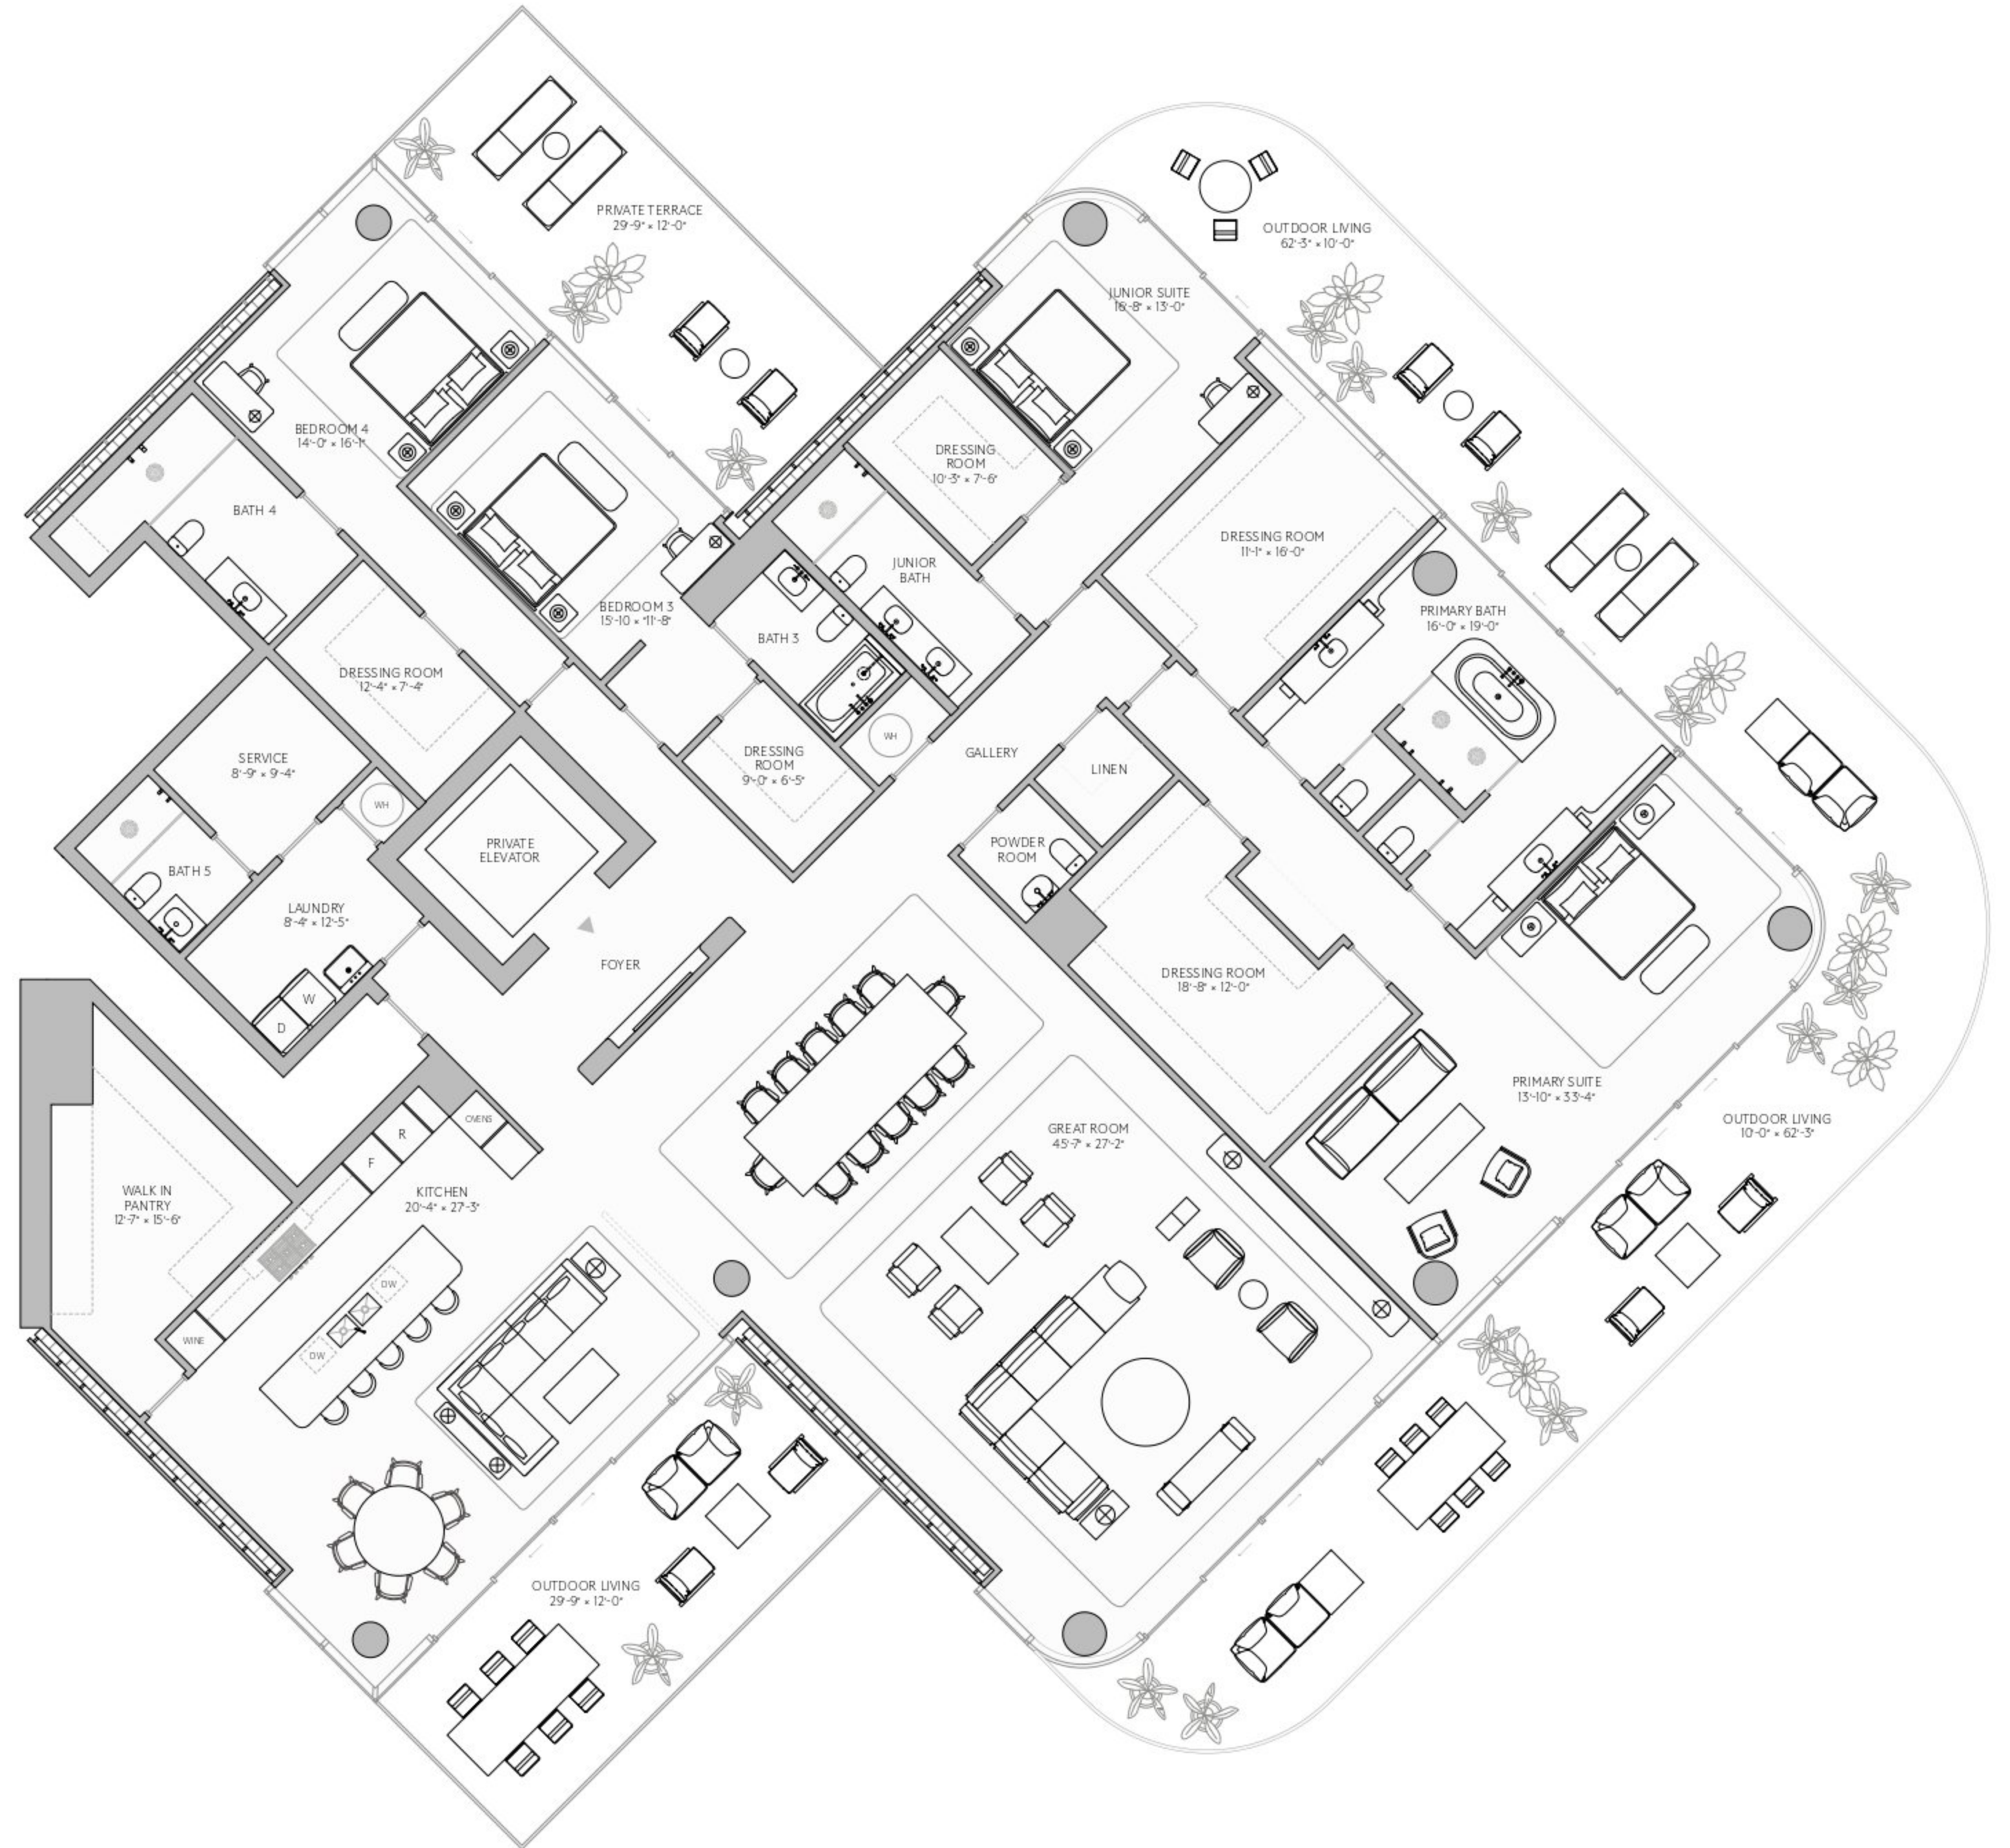 PRIVATE TERRACE
29'-9" × 12'-0"
OUTDOOR LIVING
62'-3" × 10'-0"
JUNIOR SUITE
16'-8" × 13'-0"
BEDROOM 4
14'-0" × 16'-1"
DRESSING
ROOM
10'-3" × 7'-6"
BATH 4
DRESSING ROOM
11'-1" × 16'-0"
JUNIOR
BATH
BEDROOM 3
15'-10 × "11'-8"
PRIMARY BATH
16'-0" × 19'-0"
BATH 3
DRESSING ROOM
12'-4" × 7'-4"
WH
SERVICE
8'-9" × 9'-4"
DRESSING
ROOM
9'-0" × 6'-5"
GALLERY
LINEN
WH
PRIVATE
ELEVATOR
POWDER
ROOM
BATH 5
LAUNDRY
8'-4" × 12'-5"
FOYER
DRESSING ROOM
18'-8" × 12'-0"
W
D
PRIMARY SUITE
13'-10" × 33'-4"
OUTDOOR LIVING
10'-0" × 62'-3"
OVENS
R
F
GREAT ROOM
45'-7" × 27'-2"
WALK IN
PANTRY
12'-7" × 15'-6"
KITCHEN
20'-4" × 27'-3"
DW
WINE
DW
OUTDOOR LIVING
29'-9" × 12'-0"